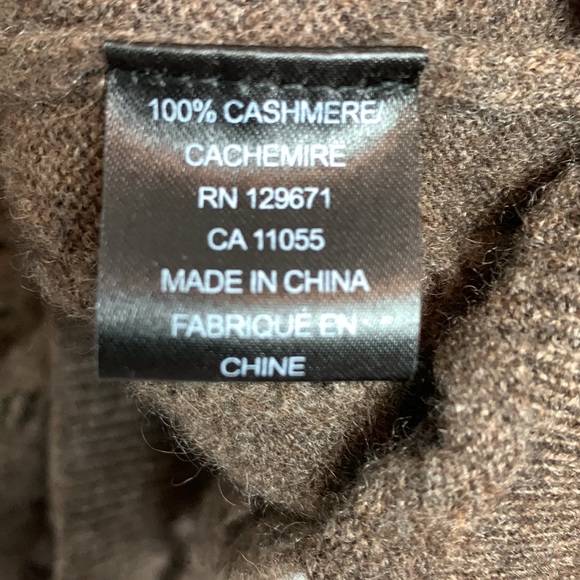 100% CASHMERE/
CACHEMIRE
RN 129671
CA 11055
MADE IN CHINA
FABRIQUÉ EN
CHINE